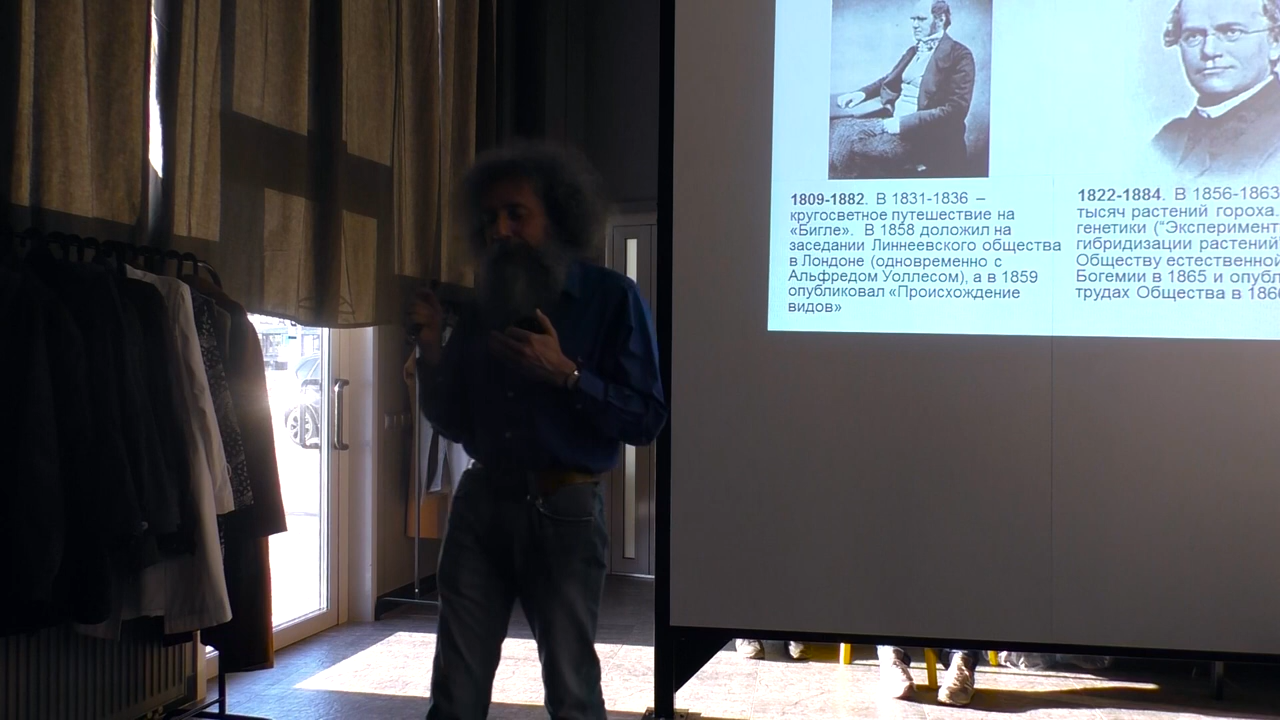 1809-1882. В 1831-1836 –
кругосветное путешествие на
«Бигле». В 1858 доложил на
заседании Линнеевского общества
в Лондоне (одновременно с
Альфредом Уоллесом), а в 1859
опубликовал «Происхождение
видов»
1822-1884. В 1856-1863
тысяч растений гороха.
генетики (“Эксперимент
гибридизации растений
Обществу естественной
Богемии в 1865 и опубл
трудах Общества в 186